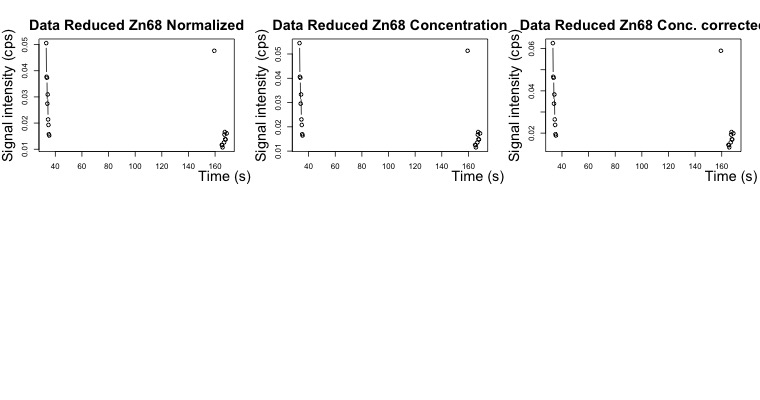 Data Reduced Zn68 Normalized
Signal intensity (cps)
0.01 0.02 0.03 0.04 0.05
40 60 80 100 120 140 160
Time (s)
Data Reduced Zn68 Concentration
Signal intensity (cps)
0.01 0.02 0.03 0.04 0.05
40 60 80 100 120 140 160
Time (s)
Data Reduced Zn68 Conc. corrected
Signal intensity (cps)
0.02 0.04 0.06
40 60 80 100 120 140 160
Time (s)